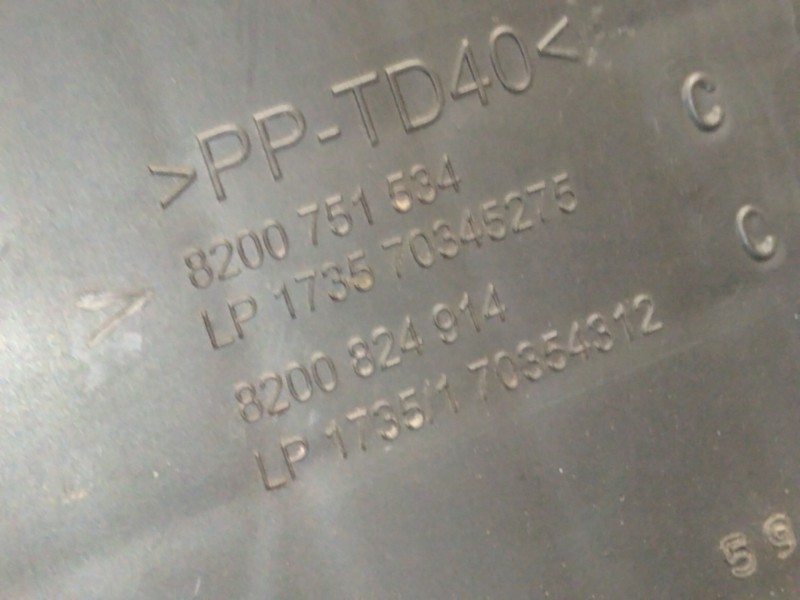 >PP-TD40<
8200 751 534 C
LP 1735 70345275
8200 824 914 C
LP 1735/1 70354312
59